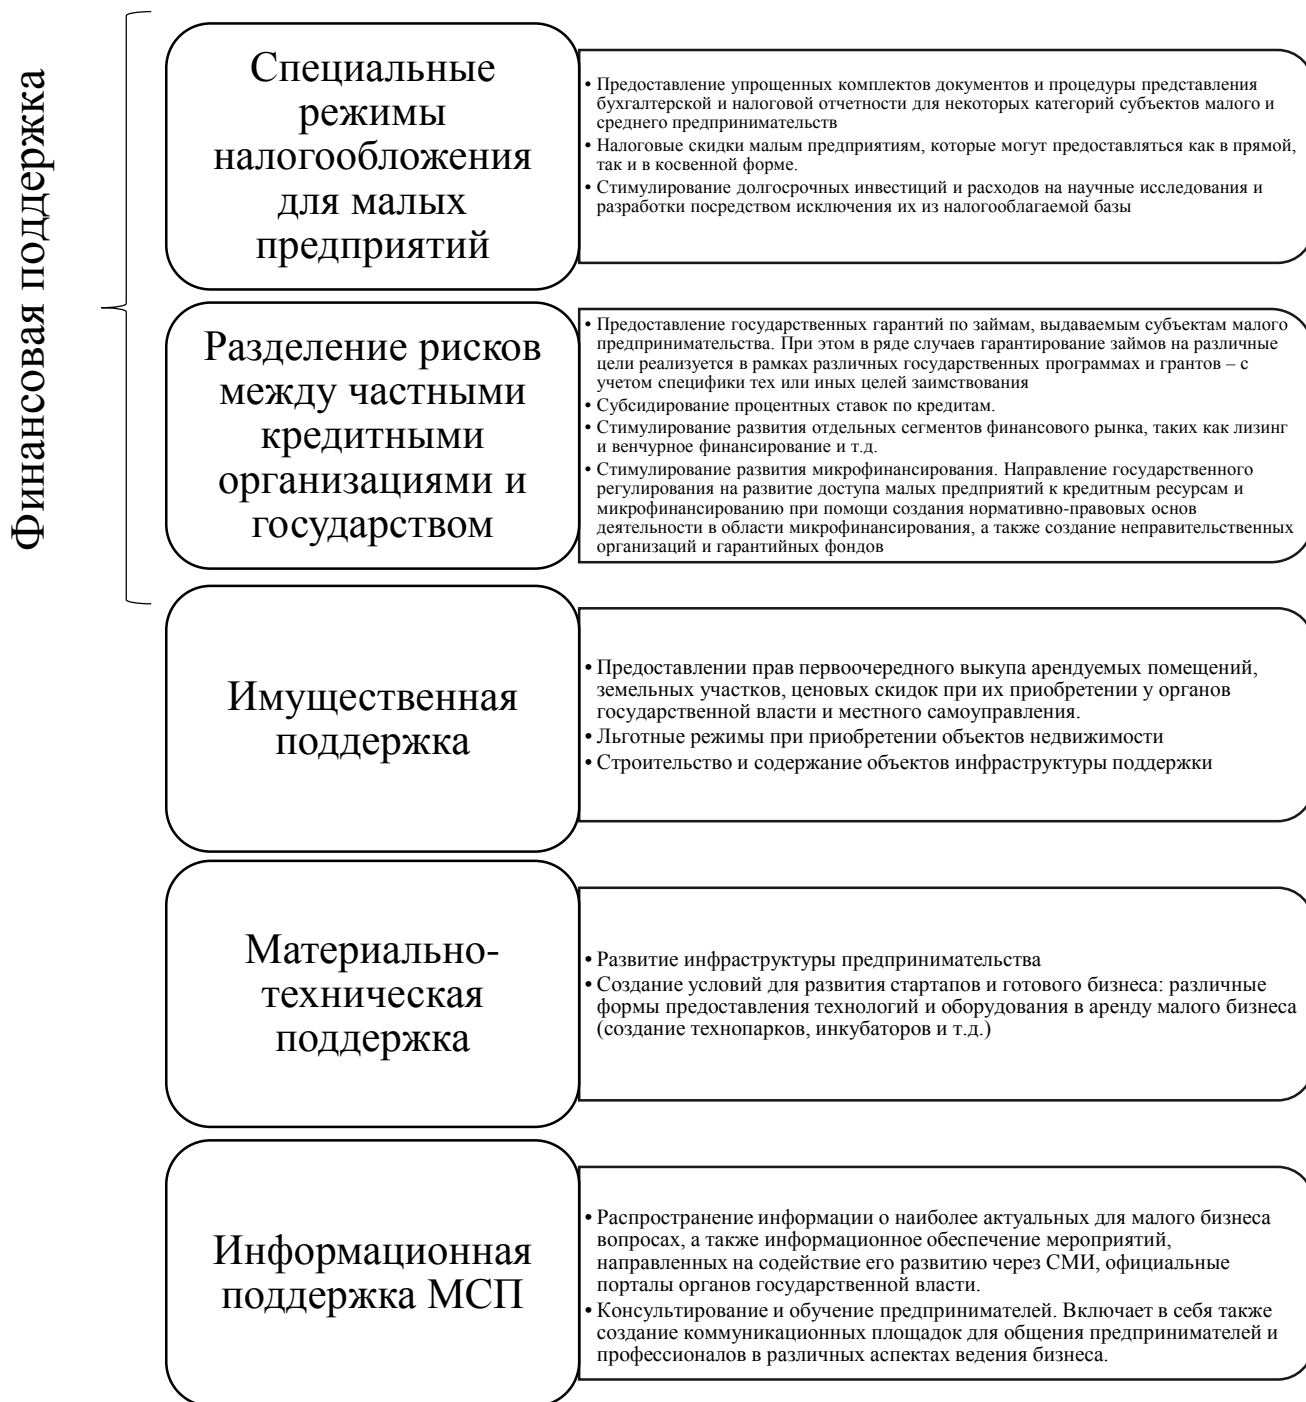 Финансовая поддержка
Специальные
режимы
налогообложения
для малых
предприятий
• Предоставление упрощенных комплектов документов и процедуры представления
бухгалтерской и налоговой отчетности для некоторых категорий субъектов малого и
среднего предпринимательств
• Налоговые скидки малым предприятиям, которые могут предоставляться как в прямой,
так и в косвенной форме.
• Стимулирование долгосрочных инвестиций и расходов на научные исследования и
разработки посредством исключения их из налогооблагаемой базы
Разделение рисков
между частными
кредитными
организациями и
государством
• Предоставление государственных гарантий по займам, выдаваемым субъектам малого
предпринимательства. При этом в ряде случаев гарантирование займов на различные
цели реализуется в рамках различных государственных программах и грантов – с
учетом специфики тех или иных целей заимствования
• Субсидирование процентных ставок по кредитам.
• Стимулирование развития отдельных сегментов финансового рынка, таких как лизинг
и венчурное финансирование и т.д.
• Стимулирование развития микрофинансирования. Направление государственного
регулирования на развитие доступа малых предприятий к кредитным ресурсам и
микрофинансированию при помощи создания нормативно-правовых основ
деятельности в области микрофинансирования, а также создание неправительственных
организаций и гарантийных фондов
Имущественная
поддержка
• Предоставлении прав первоочередного выкупа арендуемых помещений,
земельных участков, ценовых скидок при их приобретении у органов
государственной власти и местного самоуправления.
• Льготные режимы при приобретении объектов недвижимости
• Строительство и содержание объектов инфраструктуры поддержки
Материально-
техническая
поддержка
• Развитие инфраструктуры предпринимательства
• Создание условий для развития стартапов и готового бизнеса: различные
формы предоставления технологий и оборудования в аренду малого бизнеса
(создание технопарков, инкубаторов и т.д.)
Информационная
поддержка МСП
• Распространение информации о наиболее актуальных для малого бизнеса
вопросах, а также информационное обеспечение мероприятий,
направленных на содействие его развитию через СМИ, официальные
порталы органов государственной власти.
• Консультирование и обучение предпринимателей. Включает в себя также
создание коммуникационных площадок для общения предпринимателей и
профессионалов в различных аспектах ведения бизнеса.